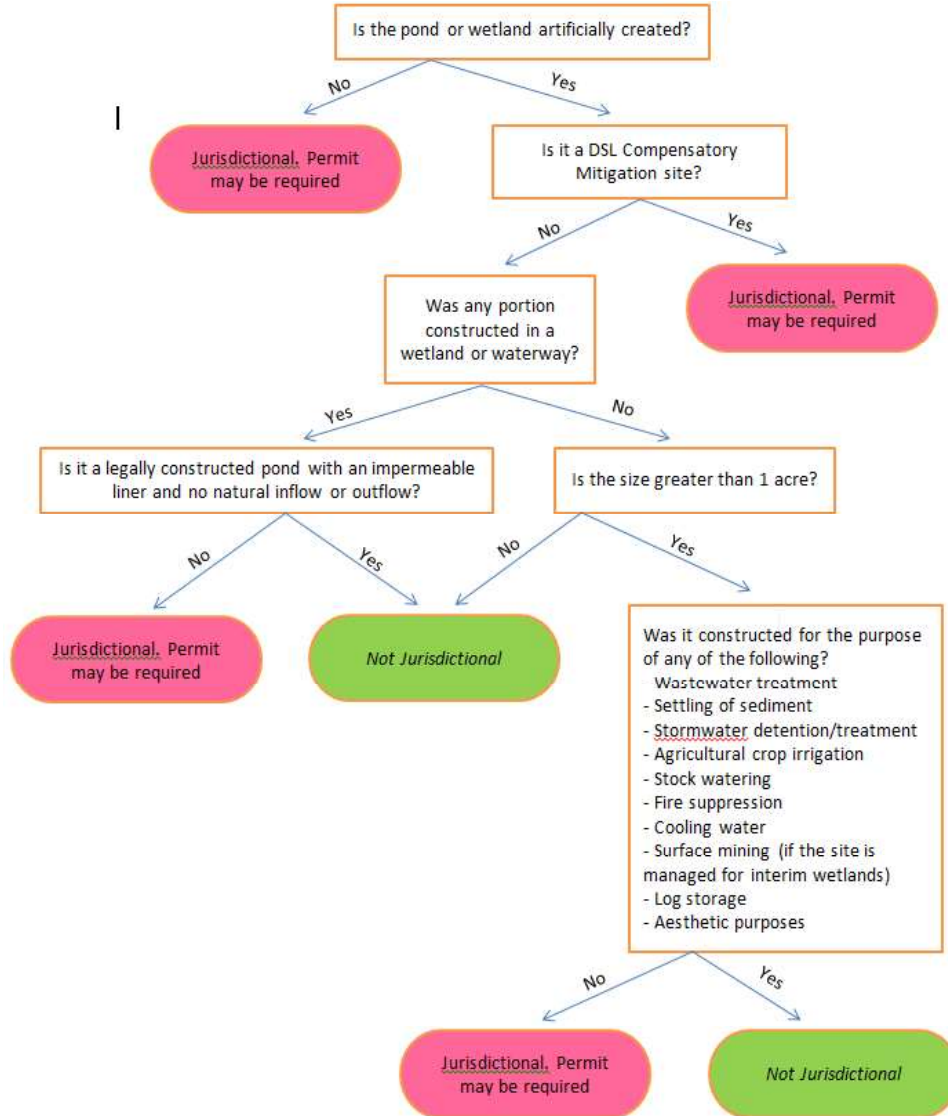 Is the pond or wetland artificially created?
No
Yes
Jurisdictional. Permit
may be required
Is it a DSL Compensatory
Mitigation site?
No
Yes
Was any portion
constructed in a
wetland or waterway?
Jurisdictional. Permit
may be required
Yes
No
Is it a legally constructed pond with an impermeable
liner and no natural inflow or outflow?
Is the size greater than 1 acre?
No
Yes
No
Yes
Jurisdictional. Permit
may be required
Not Jurisdictional
Was it constructed for the purpose
of any of the following?
- Wastewater treatment
- Settling of sediment
- Stormwater detention/treatment
- Agricultural crop irrigation
- Stock watering
- Fire suppression
- Cooling water
- Surface mining (if the site is
managed for interim wetlands)
- Log storage
- Aesthetic purposes
No
Yes
Jurisdictional. Permit
may be required
Not Jurisdictional